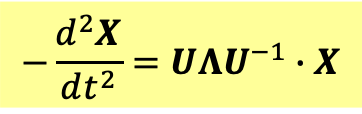 − d²X / dt² = UΛU⁻¹ · X